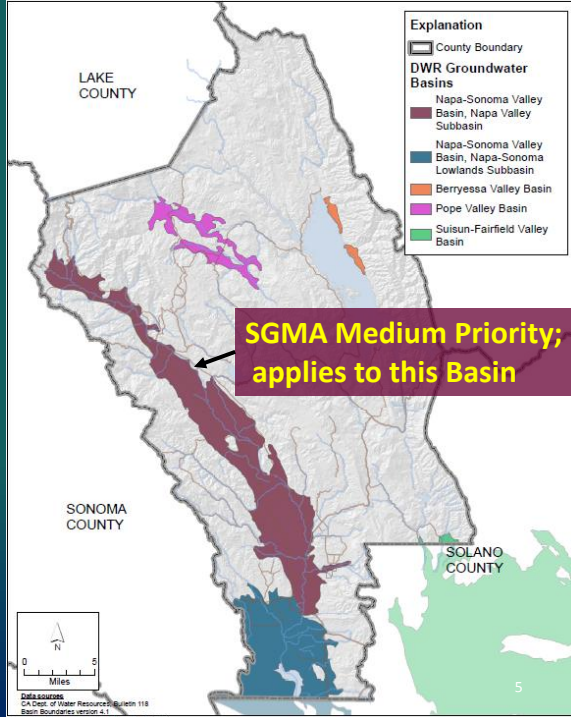 Explanation
County Boundary
DWR Groundwater
Basins
Napa-Sonoma Valley
Basin, Napa Valley
Subbasin
Napa-Sonoma Valley
Basin, Napa-Sonoma
Lowlands Subbasin
Berryessa Valley Basin
Pope Valley Basin
Suisun-Fairfield Valley
Basin
LAKE
COUNTY
SGMA Medium Priority;
applies to this Basin
SONOMA
COUNTY
SOLANO
COUNTY
N
0 5
Miles
Data sources
CA Dept. of Water Resources, Bulletin 118
Basin Boundaries version 4.1
5